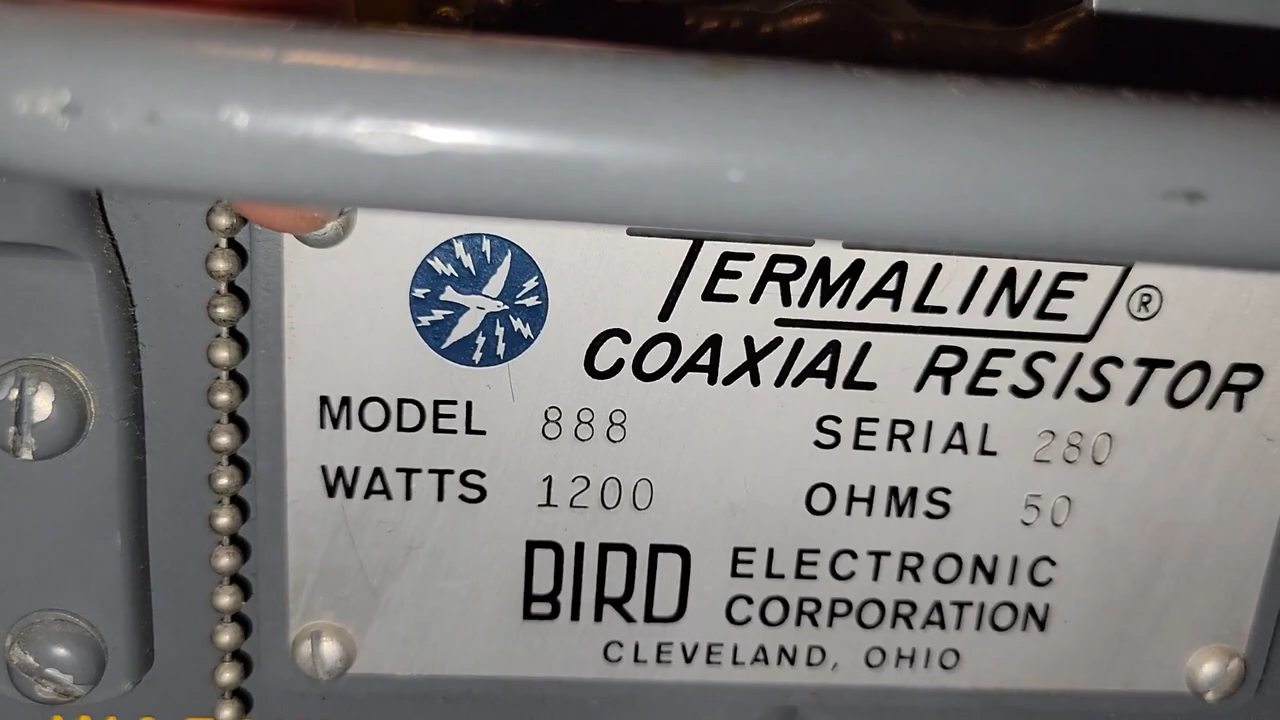 TERMALINE®
COAXIAL RESISTOR
MODEL 888 SERIAL 280
WATTS 1200 OHMS 50
BIRD ELECTRONIC
CORPORATION
CLEVELAND, OHIO